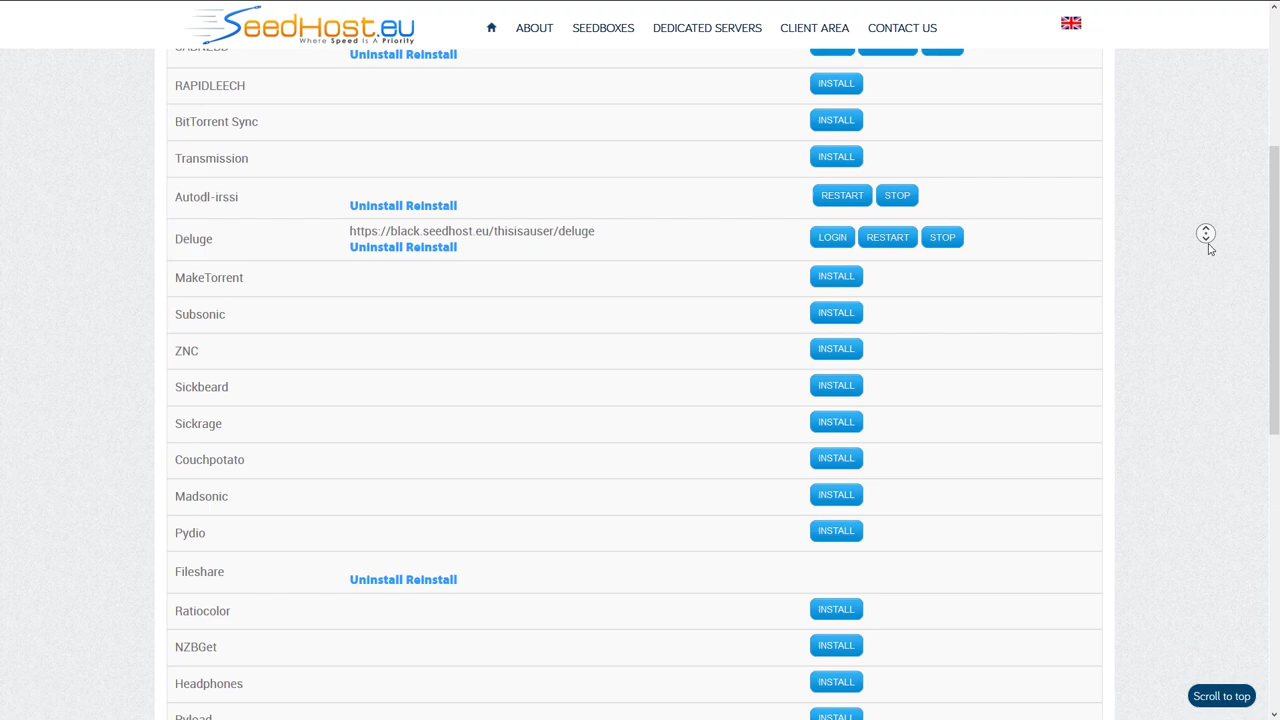 SeedHost.eu
Where Speed Is A Priority
ABOUT SEEDBOXES DEDICATED SERVERS CLIENT AREA CONTACT US
Uninstall Reinstall
RAPIDLEECH INSTALL
BitTorrent Sync INSTALL
Transmission INSTALL
Autodl-irssi RESTART STOP
Uninstall Reinstall
https://black.seedhost.eu/thisisauser/deluge
Deluge LOGIN RESTART STOP
Uninstall Reinstall
MakeTorrent INSTALL
Subsonic INSTALL
ZNC INSTALL
Sickbeard INSTALL
Sickrage INSTALL
Couchpotato INSTALL
Madsonic INSTALL
Pydio INSTALL
Fileshare
Uninstall Reinstall
Ratiocolor INSTALL
NZBGet INSTALL
Headphones INSTALL
Scroll to top
Pyload INSTALL